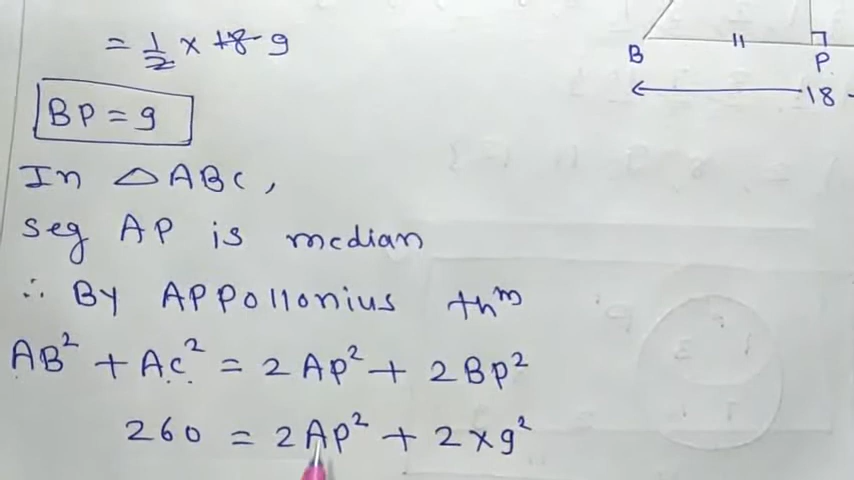 = 1/2 × 18 9
BP = 9
In △ABC,
seg AP is median
∴ By APPollonius thm
AB² + AC² = 2AP² + 2BP²
260 = 2AP² + 2×9²
B
P
18